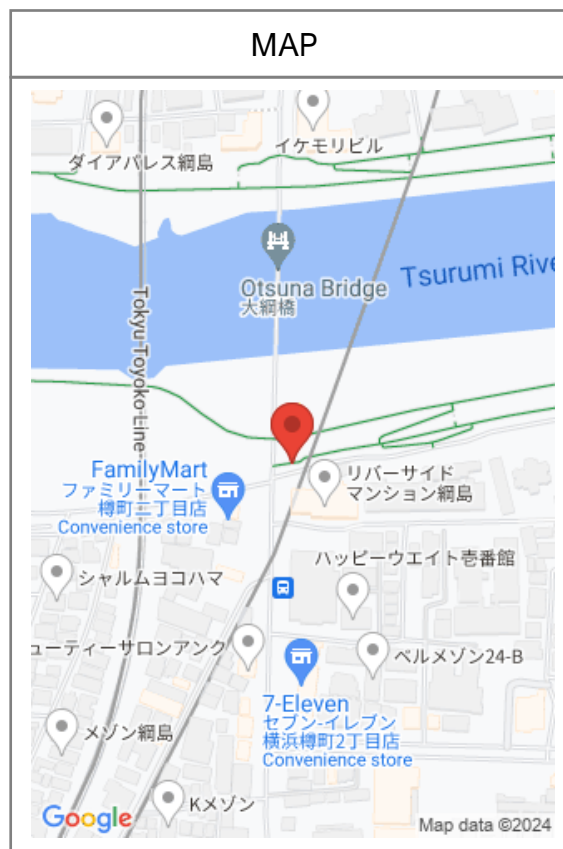 MAP
イケモリビル
ダイアパレス綱島
Otsuna Bridge
大綱橋
Tsurumi Rive
Tokyu Toyoko Line
FamilyMart
ファミリーマート
樽町二丁目店
Convenience store
リバーサイド
マンション綱島
シャルムヨコハマ
ハッピーウエイト壱番館
ューティーサロンアンク
ベルメゾン24-B
7-Eleven
セブン-イレブン
横浜樽町2丁目店
Convenience store
メゾン綱島
Kメゾン
Google
Map data ©2024